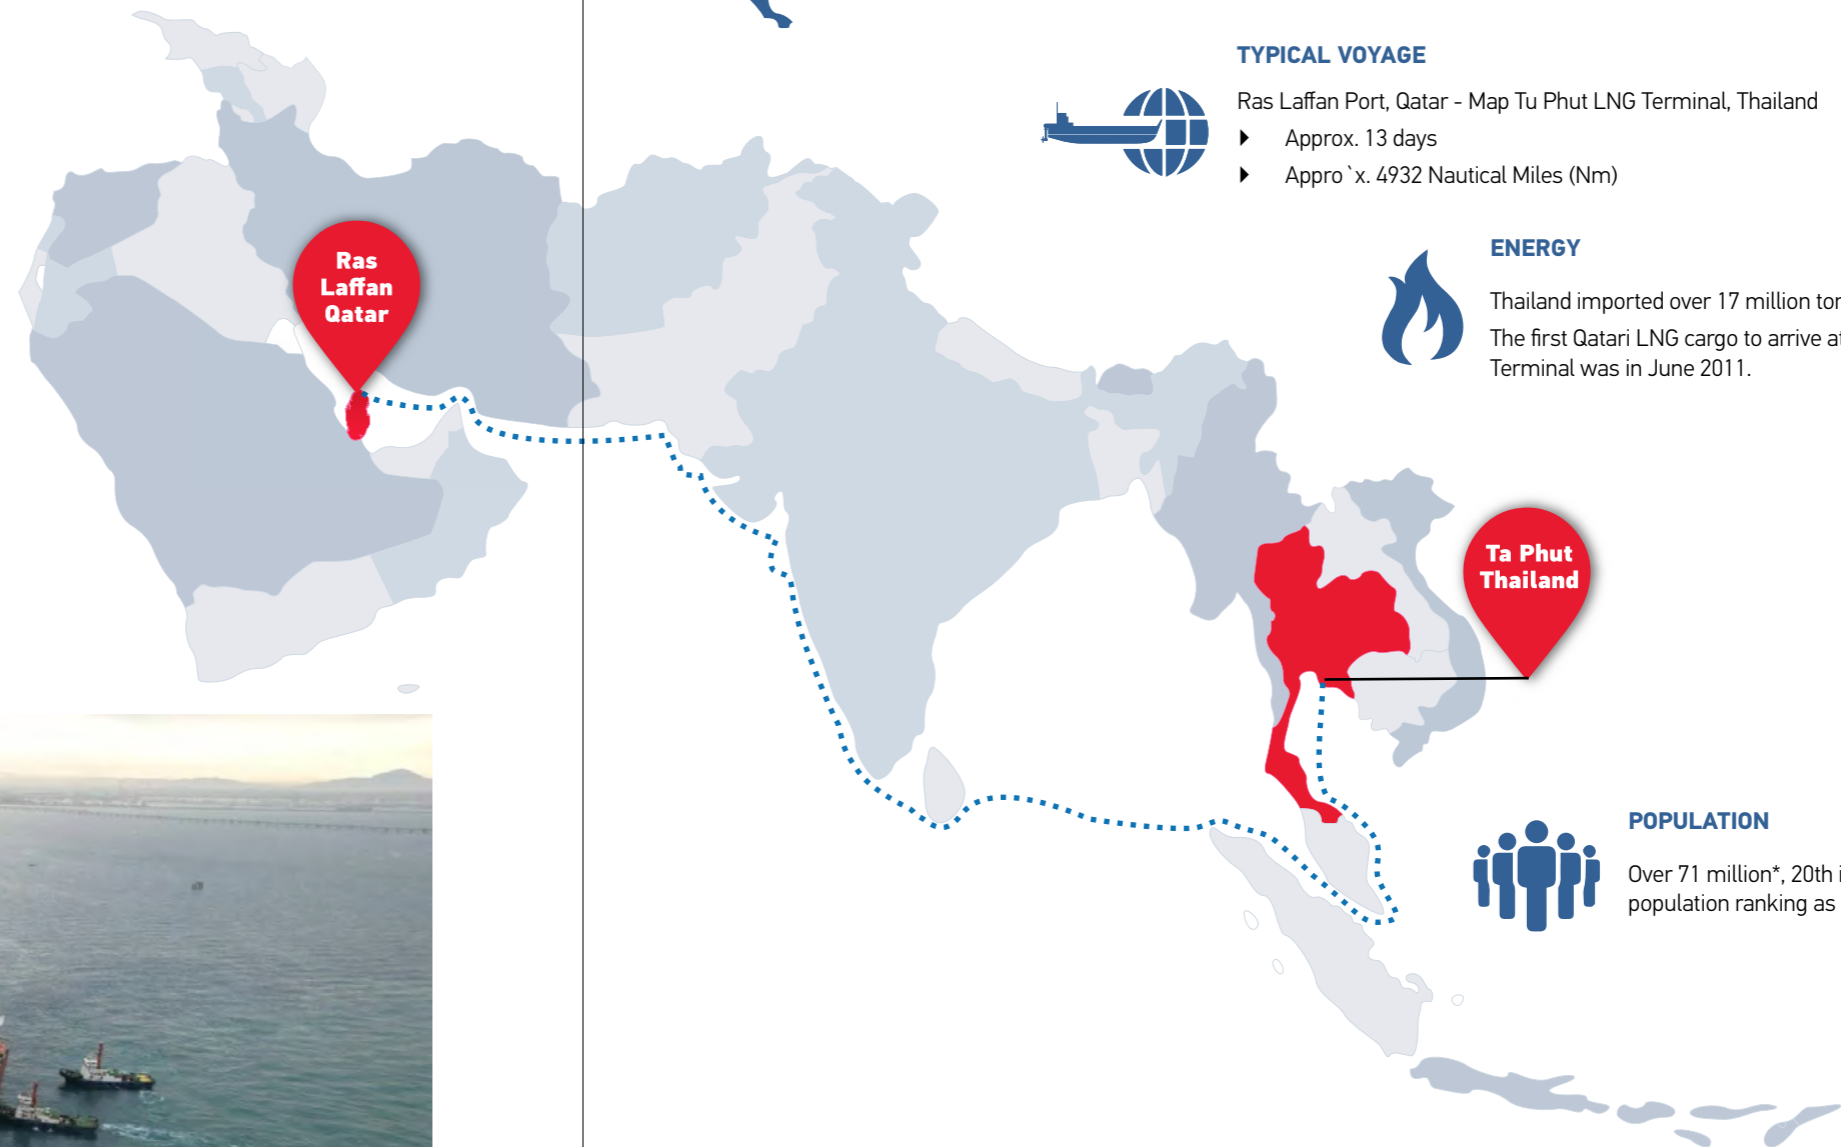 TYPICAL VOYAGE
Ras Laffan Port, Qatar - Map Tu Phut LNG Terminal, Thailand
Approx. 13 days
Appro`x. 4932 Nautical Miles (Nm)
ENERGY
Thailand imported over 17 million
The first Qatari LNG cargo to arrive
Terminal was in June 2011.
Ras
Laffan
Qatar
Ta Phut
Thailand
POPULATION
Over 71 million*, 20th
population ranking as